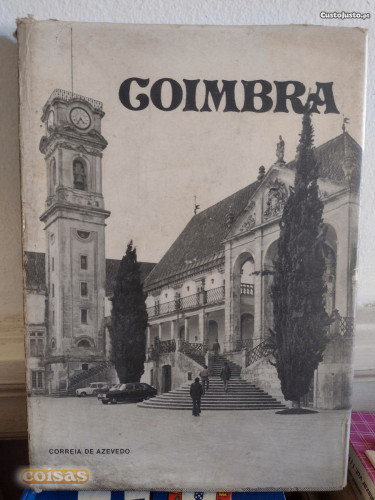 CustoJusto.pt
COIMBRA
CORREIA DE AZEVEDO
coisas